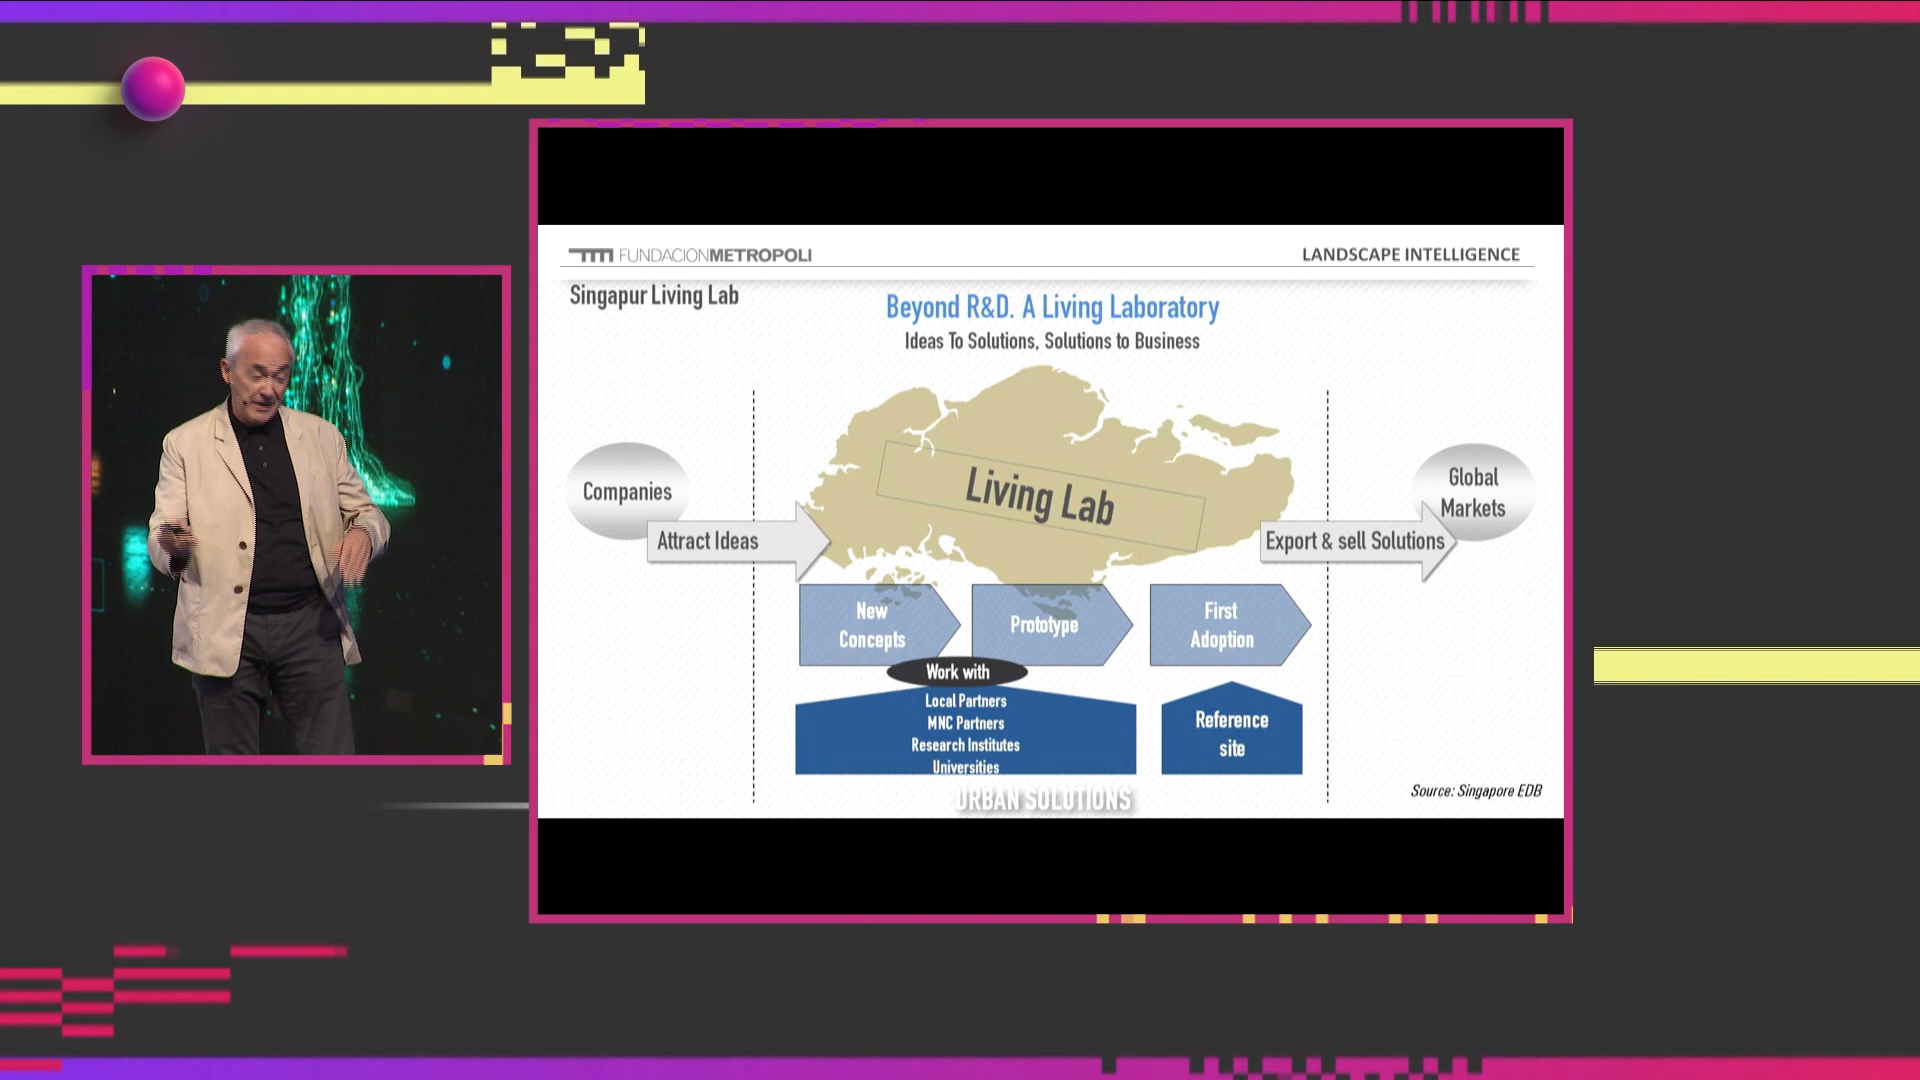 FUNDACIONMETROPOLI
LANDSCAPE INTELLIGENCE
Singapur Living Lab
Beyond R&D. A Living Laboratory
Ideas To Solutions, Solutions to Business
Living Lab
Companies
Global
Markets
Attract Ideas
Export & sell Solutions
New
Concepts
Prototype
First
Adoption
Work with
Local Partners
MNC Partners
Research Institutes
Universities
Reference
site
Source: Singapore EDB
URBAN SOLUTIONS